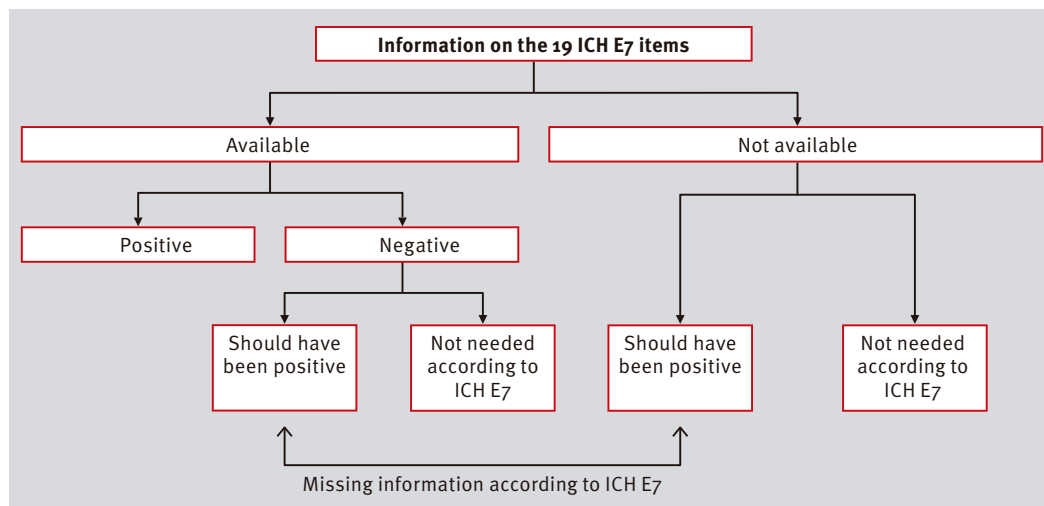 Information on the 19 ICH E7 items
Available
Not available
Positive
Negative
Should have
been positive
Not needed
according to
ICH E7
Should have
been positive
Not needed
according to
ICH E7
Missing information according to ICH E7